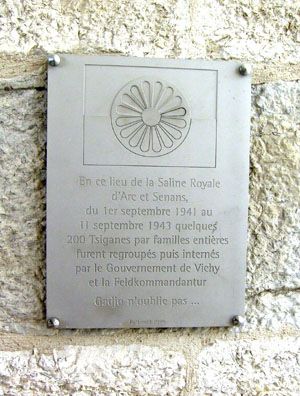 En ce lieu de la Saline Royale
d'Arc et Senans,
du 1er septembre 1941 au
11 septembre 1943 quelques
200 Tsiganes par familles entières
furent regroupés puis internés
par le Gouvernement de Vichy
et la Feldkommandantur
Gadjo n'oublie pas ...